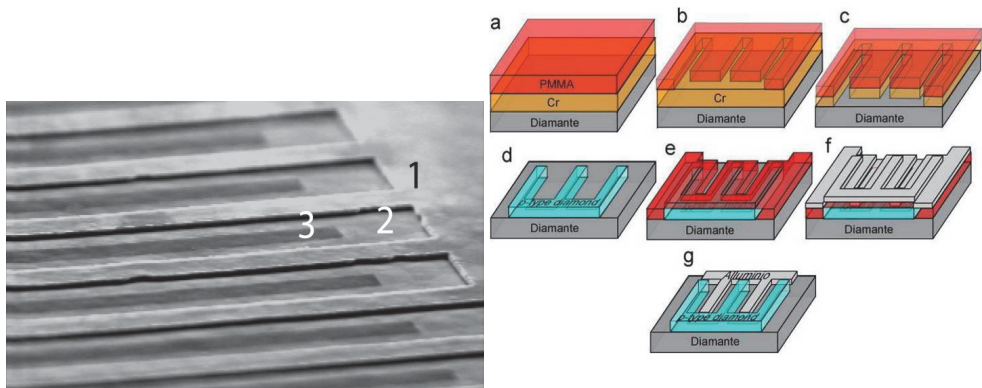 1
2
3
a
PMMA
Cr
Diamante
b
Cr
Diamante
c
Diamante
d
p-type diamond
Diamante
e
Diamante
f
Diamante
g
Alluminio
p-type diamond
Diamante